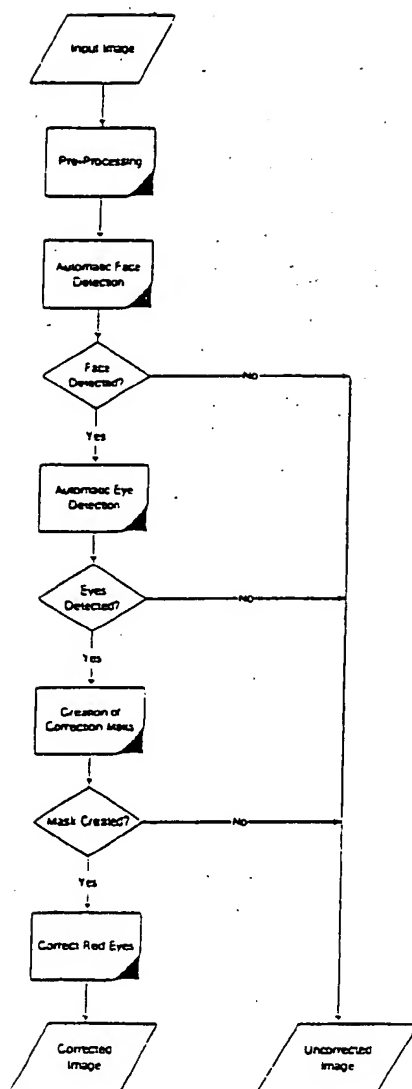 Input Image
Pre-Processing
Automatic Face
Detection
Face
Detected?
No
Yes
Automatic Eye
Detection
Eyes
Detected?
No
Yes
Creation of
Correction Mask
Mask Created?
No
Yes
Correct Red Eyes
Corrected
Image
Uncorrected
Image